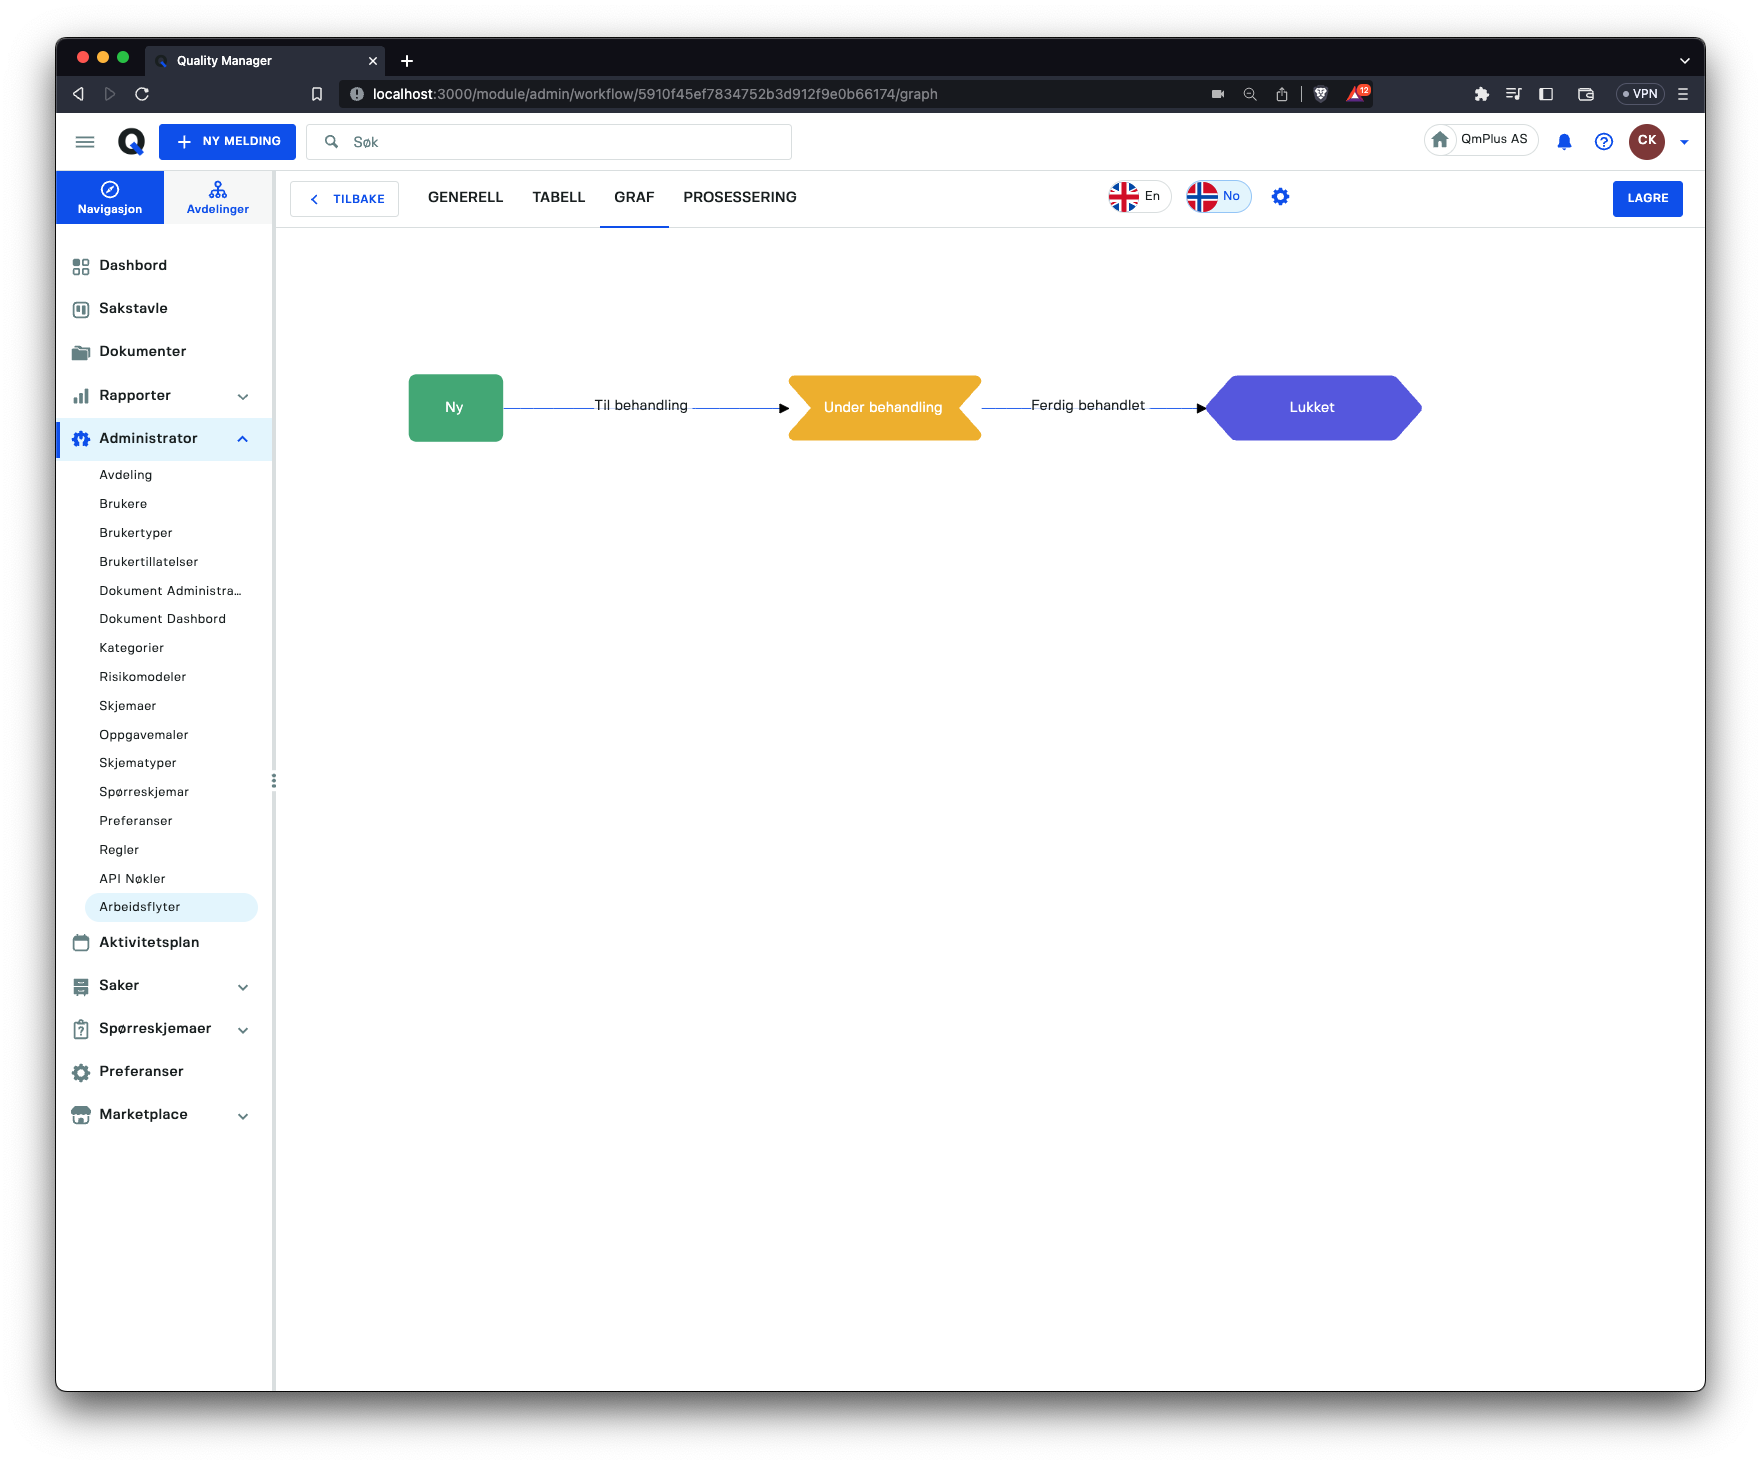 Quality Manager
localhost:3000/module/admin/workflow/5910f45ef7834752b3d912f9e0b66174/graph
12
VPN
NY MELDING
Søk
QmPlus AS
CK
Navigasjon
Avdelinger
TILBAKE
GENERELL
TABELL
GRAF
PROSESSERING
En
No
LAGRE
Dashbord
Sakstavle
Dokumenter
Rapporter
Administrator
Avdeling
Brukere
Brukertyper
Brukertillatelser
Dokument Administra...
Dokument Dashbord
Kategorier
Risikomodeler
Skjemaer
Oppgavemaler
Skjematyper
Spørreskjemar
Preferanser
Regler
API Nøkler
Arbeidsflyter
Aktivitetsplan
Saker
Spørreskjemaer
Preferanser
Marketplace
Ny
Til behandling
Under behandling
Ferdig behandlet
Lukket